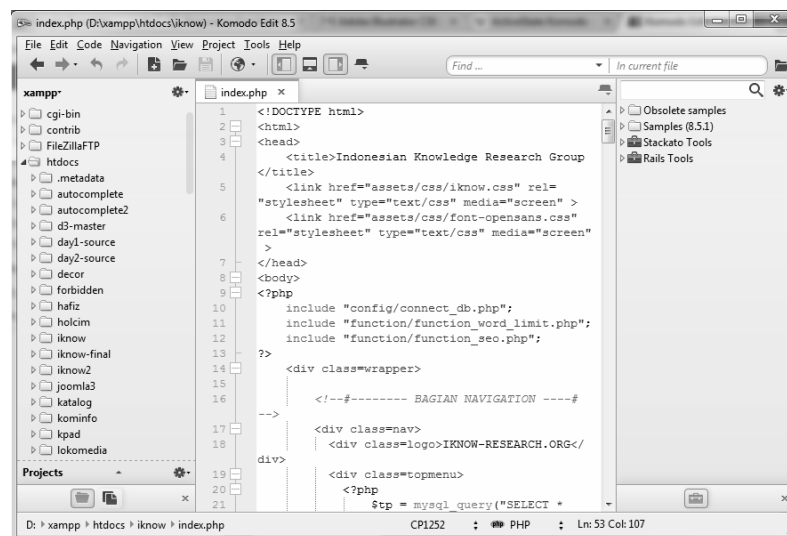 index.php (D:\xampp\htdocs\iknow) - Komodo Edit 8.5
File Edit Code Navigation View Project Tools Help
Find ...
In current file
xampp
cgi-bin
contrib
FileZillaFTP
htdocs
.metadata
autocomplete
autocomplete2
d3-master
day1-source
day2-source
decor
forbidden
hafiz
holcim
iknow
iknow-final
iknow2
joomla3
katalog
kominfo
kpad
lokomedia
Projects
index.php ×
1 <!DOCTYPE html>
2 <html>
3 <head>
4 <title>Indonesian Knowledge Research Group
</title>
5 <link href="assets/css/iknow.css" rel=
"stylesheet" type="text/css" media="screen" >
6 <link href="assets/css/font-opensans.css"
rel="stylesheet" type="text/css" media="screen"
>
7 </head>
8 <body>
9 <?php
10 include "config/connect_db.php";
11 include "function/function_word_limit.php";
12 include "function/function_seo.php";
13 ?>
14 <div class=wrapper>
15
16 <!--#-------- BAGIAN NAVIGATION ----#
-->
17 <div class=nav>
18 <div class=logo>IKNOW-RESEARCH.ORG</
div>
19 <div class=topmenu>
20 <?php
21 $tp = mysql_query("SELECT *
Obsolete samples
Samples (8.5.1)
Stackato Tools
Rails Tools
D: xampp htdocs iknow index.php
CP1252
PHP
Ln: 53 Col: 107